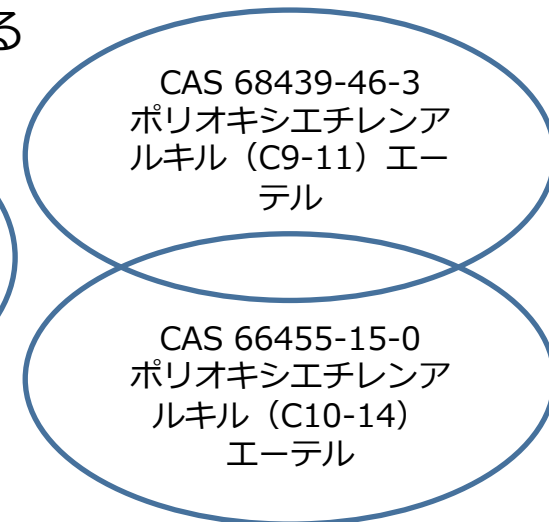 る
CAS 68439-46-3
ポリオキシエチレンア
ルキル（C9-11）エー
テル
CAS 66455-15-0
ポリオキシエチレンア
ルキル（C10-14）
エーテル